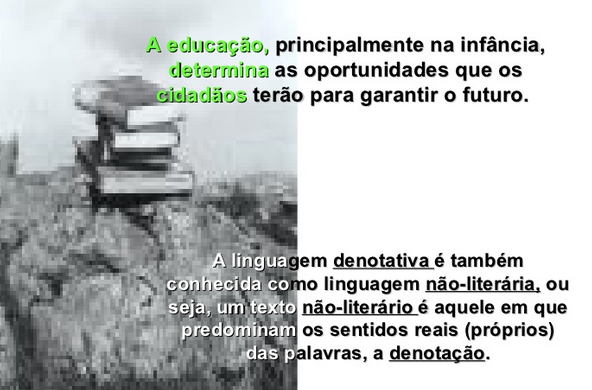 A educação, principalmente na infância,
determina as oportunidades que os
cidadãos terão para garantir o futuro.
A linguagem denotativa é também
conhecida como linguagem não-literária, ou
seja, um texto não-literário é aquele em que
predominam os sentidos reais (próprios)
das palavras, a denotação.